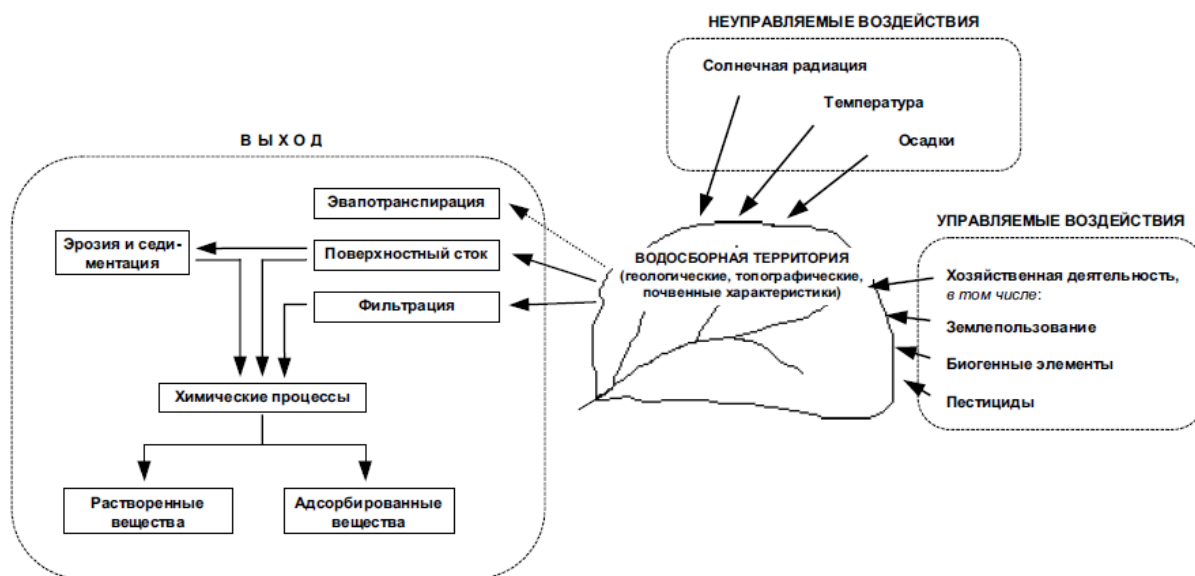 НЕУПРАВЛЯЕМЫЕ ВОЗДЕЙСТВИЯ
Солнечная радиация
Температура
Осадки
В Ы Х О Д
Эвапотранспирация
Эрозия и седи-
ментация
Поверхностный сток
Фильтрация
Химические процессы
Растворенные
вещества
Адсорбированные
вещества
ВОДОСБОРНАЯ ТЕРРИТОРИЯ
(геологические, топографические,
почвенные характеристики)
УПРАВЛЯЕМЫЕ ВОЗДЕЙСТВИЯ
Хозяйственная деятельность,
в том числе:
Землепользование
Биогенные элементы
Пестициды